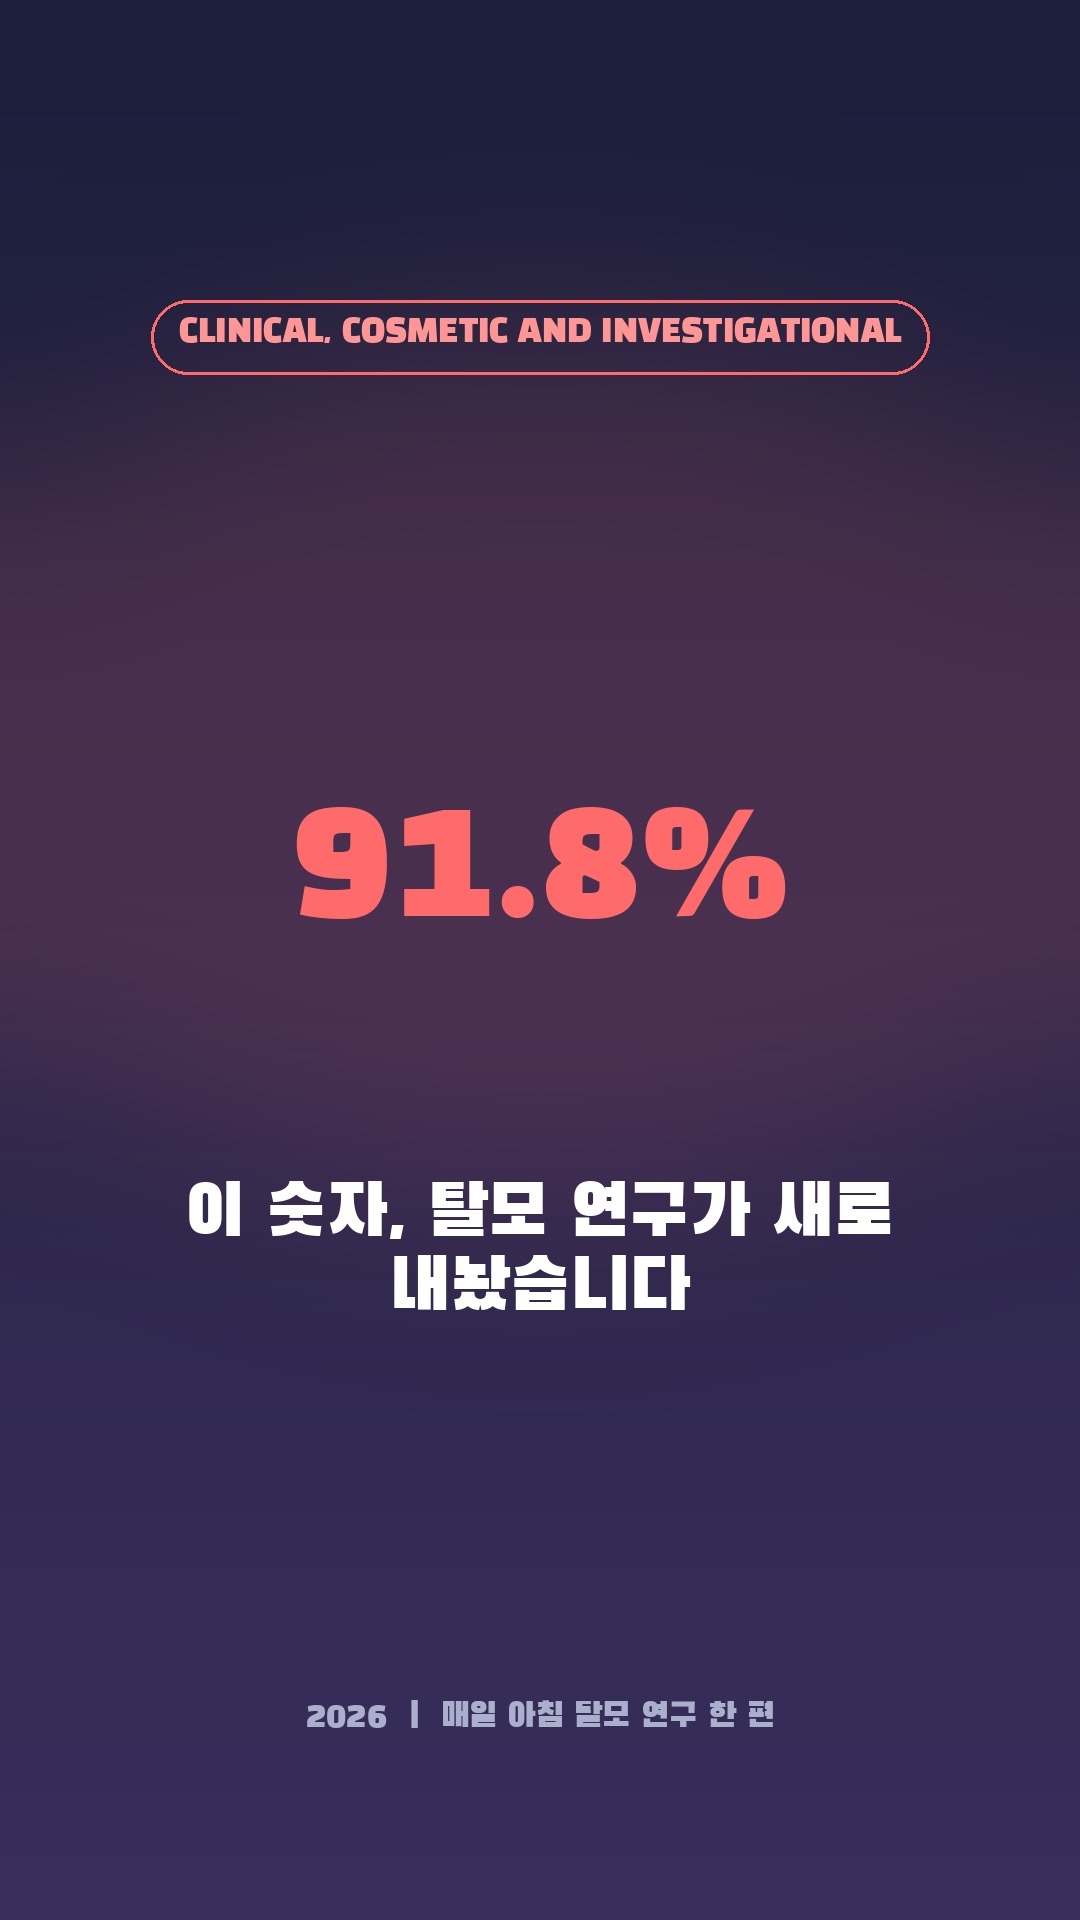 CLINICAL, COSMETIC AND INVESTIGATIONAL
91.8%
이 숫자, 탈모 연구가 새로
내놨습니다
2026 | 매일 아침 탈모 연구 한 편